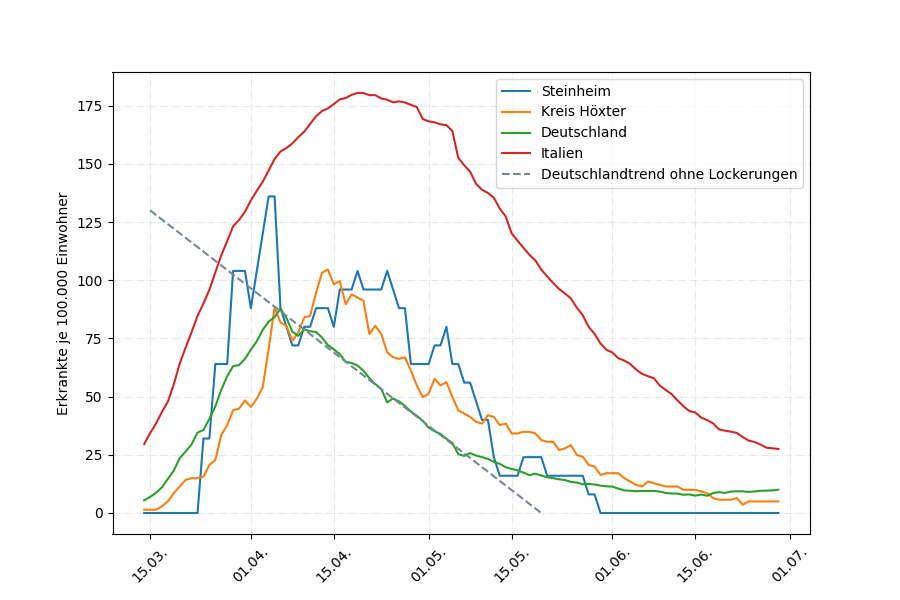 Steinheim
Kreis Höxter
Deutschland
Italien
Deutschlandtrend ohne Lockerungen
Erkrankte je 100.000 Einwohner
175
150
125
100
75
50
25
0
15.03.
01.04.
15.04.
01.05.
15.05.
01.06.
15.06.
01.07.